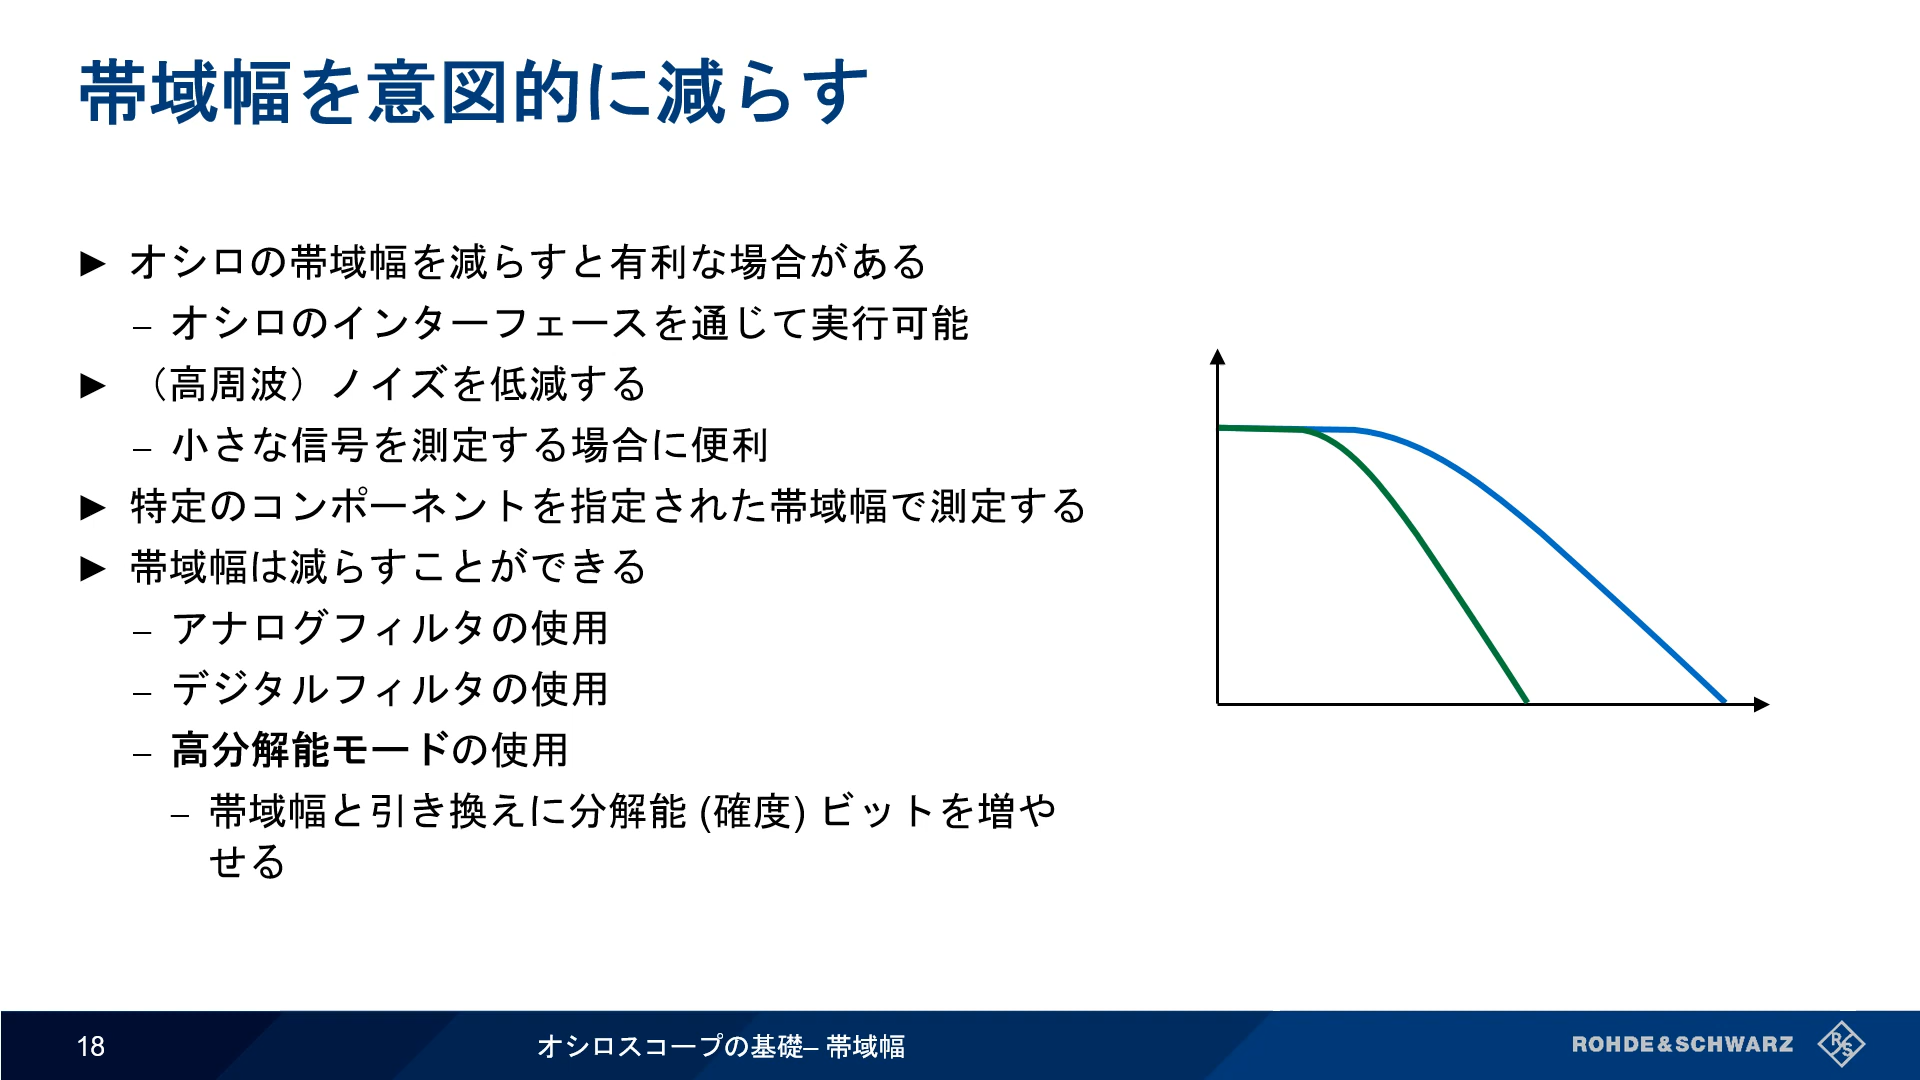 帯域幅を意図的に減らす
► オシロの帯域幅を減らすと有利な場合がある
– オシロのインターフェースを通じて実行可能
► （高周波）ノイズを低減する
– 小さな信号を測定する場合に便利
► 特定のコンポーネントを指定された帯域幅で測定する
► 帯域幅は減らすことができる
– アナログフィルタの使用
– デジタルフィルタの使用
– 高分解能モードの使用
– 帯域幅と引き換えに分解能 (確度) ビットを増や
せる
18
オシロスコープの基礎– 帯域幅
ROHDE&SCHWARZ
R&S